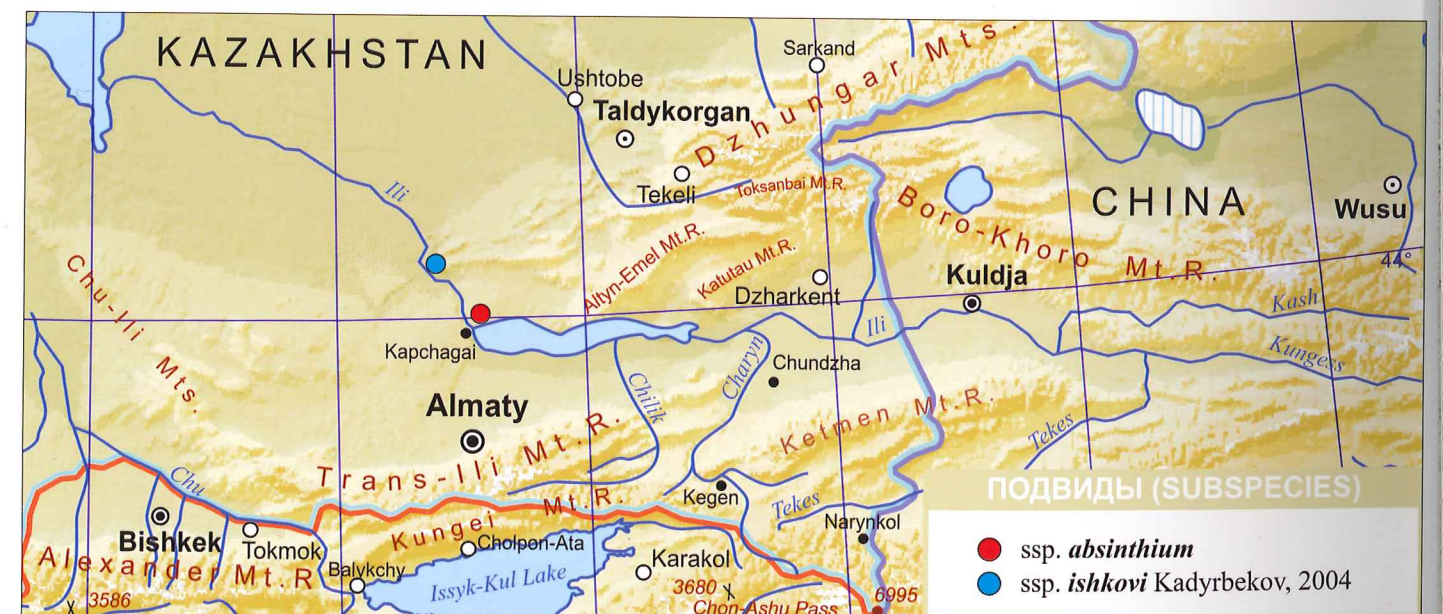 KAZAKHSTAN
Sarkand
Ushtobe
Taldykorgan
Dzhungar Mts.
Tekeli
Toksanbai Mt.R.
Ili
CHINA
Wusu
Boro-Khoro Mt.R.
44°
Chu-Ili Mts.
Altyn-Emel Mt.R.
Katutau Mt.R.
Dzharkent
Kuldja
Kash
Kapchagai
Ili
Kungess
Chilik
Charyn
Chundzha
Almaty
Trans-Ili Mt.R.
Ketmen Mt.R.
Tekes
Chu
Kegen
Tekes
Narynkol
Kungei Mt.R.
Bishkek
Tokmok
Cholpon-Ata
Alexander Mt.R
Balykchy
Issyk-Kul Lake
Karakol
3586
3680
Chon-Ashu Pass
6995
ПОДВИДЫ (SUBSPECIES)
ssp. absinthium
ssp. ishkovi Kadyrbekov, 2004